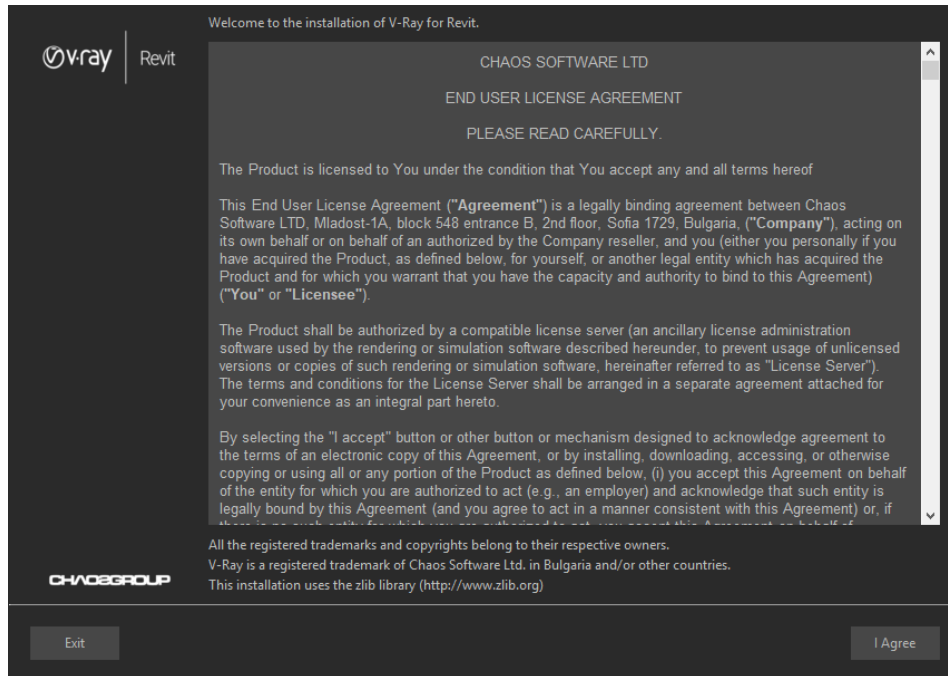 Welcome to the installation of V-Ray for Revit.
v·ray Revit
CHAOS SOFTWARE LTD
END USER LICENSE AGREEMENT
PLEASE READ CAREFULLY.
The Product is licensed to You under the condition that You accept any and all terms hereof
This End User License Agreement ("Agreement") is a legally binding agreement between Chaos
Software LTD, Mladost-1A, block 548 entrance B, 2nd floor, Sofia 1729, Bulgaria, ("Company"), acting on
its own behalf or on behalf of an authorized by the Company reseller, and you (either you personally if you
have acquired the Product, as defined below, for yourself, or another legal entity which has acquired the
Product and for which you warrant that you have the capacity and authority to bind to this Agreement)
("You" or "Licensee").
The Product shall be authorized by a compatible license server (an ancillary license administration
software used by the rendering or simulation software described hereunder, to prevent usage of unlicensed
versions or copies of such rendering or simulation software, hereinafter referred to as "License Server").
The terms and conditions for the License Server shall be arranged in a separate agreement attached for
your convenience as an integral part hereto.
By selecting the "I accept" button or other button or mechanism designed to acknowledge agreement to
the terms of an electronic copy of this Agreement, or by installing, downloading, accessing, or otherwise
copying or using all or any portion of the Product as defined below, (i) you accept this Agreement on behalf
of the entity for which you are authorized to act (e.g., an employer) and acknowledge that such entity is
legally bound by this Agreement (and you agree to act in a manner consistent with this Agreement) or, if
All the registered trademarks and copyrights belong to their respective owners.
V-Ray is a registered trademark of Chaos Software Ltd. in Bulgaria and/or other countries.
This installation uses the zlib library (http://www.zlib.org)
CHAOSGROUP
Exit
I Agree